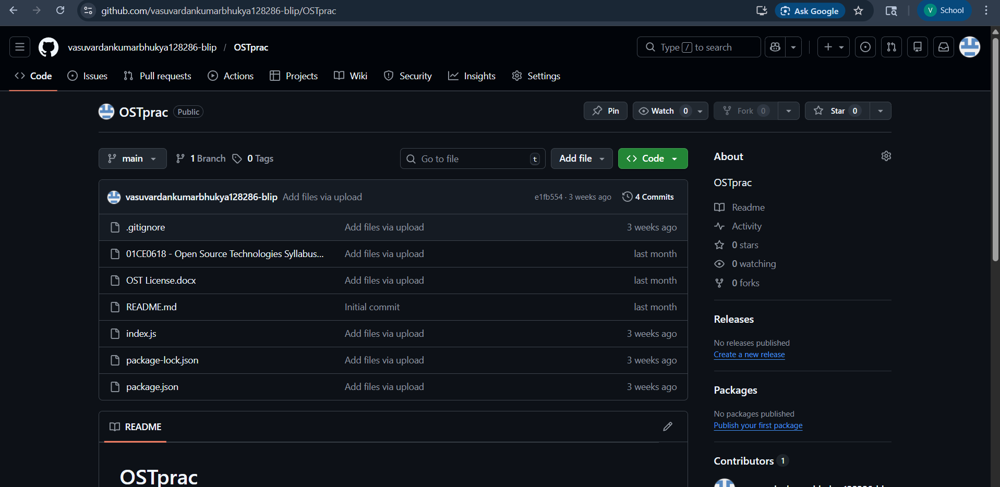 github.com/vasuvardankumarbhukya128286-blip/OSTprac
Ask Google
V School
vasuvardankumarbhukya128286-blip / OSTprac
Type / to search
Code Issues Pull requests Actions Projects Wiki Security Insights Settings
OSTprac Public
Pin Watch 0 Fork 0 Star 0
main 1 Branch 0 Tags
Go to file t
Add file
Code
vasuvardankumarbhukya128286-blip Add files via upload e1fb554 · 3 weeks ago 4 Commits
.gitignore Add files via upload 3 weeks ago
01CE0618 - Open Source Technologies Syllabus... Add files via upload last month
OST License.docx Add files via upload last month
README.md Initial commit last month
index.js Add files via upload 3 weeks ago
package-lock.json Add files via upload 3 weeks ago
package.json Add files via upload 3 weeks ago
README
OSTprac
About
OSTprac
Readme
Activity
0 stars
0 watching
0 forks
Releases
No releases published
Create a new release
Packages
No packages published
Publish your first package
Contributors 1